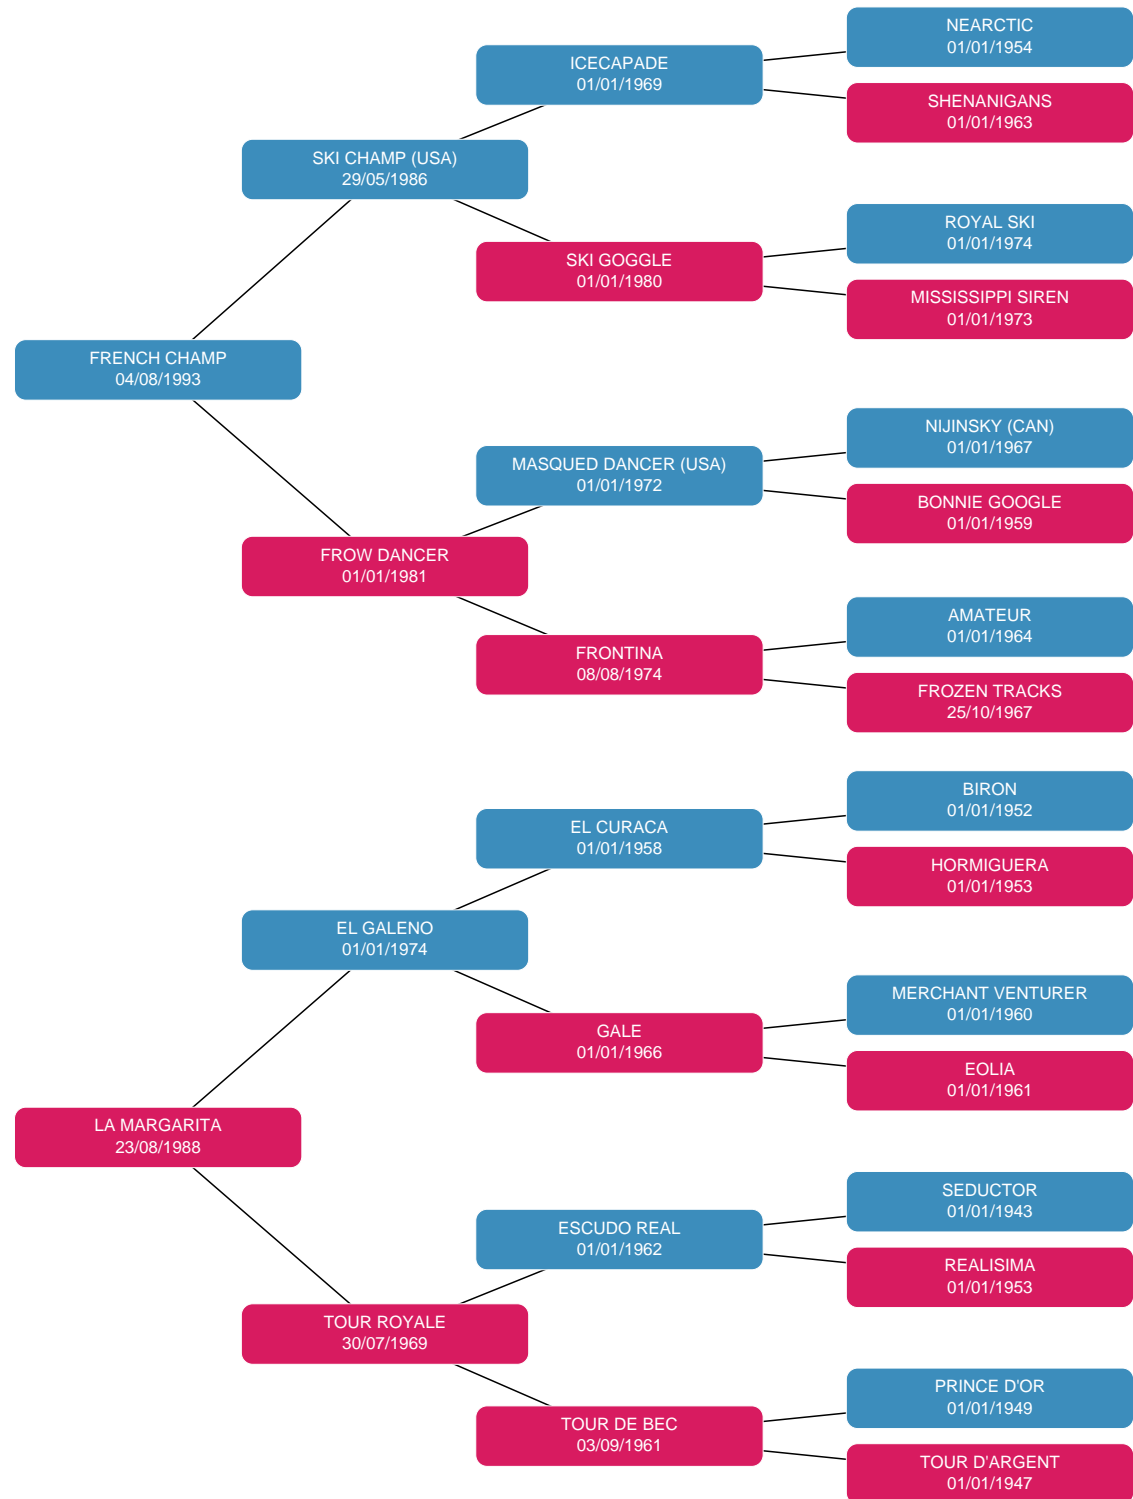 NEARCTIC
01/01/1954
ICECAPADE
01/01/1969
SHENANIGANS
01/01/1963
SKI CHAMP (USA)
29/05/1986
ROYAL SKI
01/01/1974
SKI GOGGLE
01/01/1980
MISSISSIPPI SIREN
01/01/1973
FRENCH CHAMP
04/08/1993
NIJINSKY (CAN)
01/01/1967
MASQUED DANCER (USA)
01/01/1972
BONNIE GOOGLE
01/01/1959
FROW DANCER
01/01/1981
AMATEUR
01/01/1964
FRONTINA
08/08/1974
FROZEN TRACKS
25/10/1967
BIRON
01/01/1952
EL CURACA
01/01/1958
HORMIGUERA
01/01/1953
EL GALENO
01/01/1974
MERCHANT VENTURER
01/01/1960
GALE
01/01/1966
EOLIA
01/01/1961
LA MARGARITA
23/08/1988
SEDUCTOR
01/01/1943
ESCUDO REAL
01/01/1962
REALISIMA
01/01/1953
TOUR ROYALE
30/07/1969
PRINCE D'OR
01/01/1949
TOUR DE BEC
03/09/1961
TOUR D'ARGENT
01/01/1947